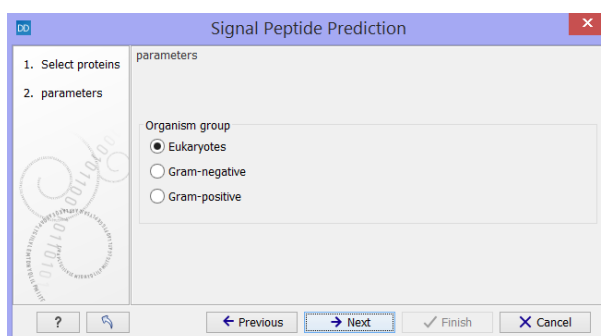 DD
Signal Peptide Prediction
X
1. Select proteins
2. parameters
parameters
Organism group
Eukaryotes
Gram-negative
Gram-positive
?
Previous
Next
Finish
Cancel